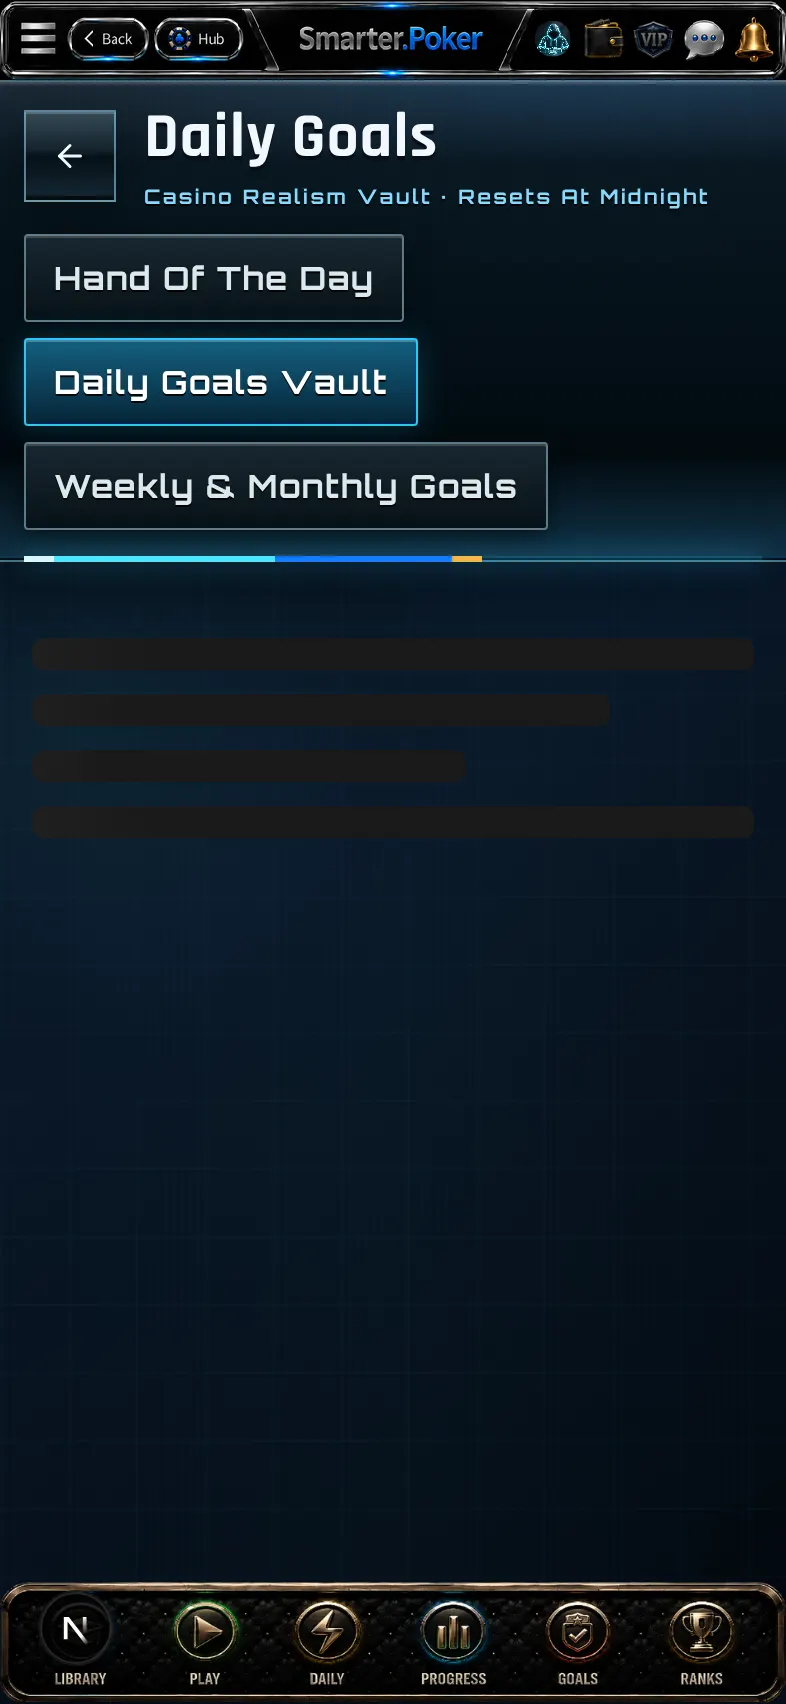 Back
Hub
Smarter.Poker
VIP
Daily Goals
Casino Realism Vault · Resets At Midnight
Hand Of The Day
Daily Goals Vault
Weekly & Monthly Goals
N
LIBRARY
PLAY
DAILY
PROGRESS
GOALS
RANKS